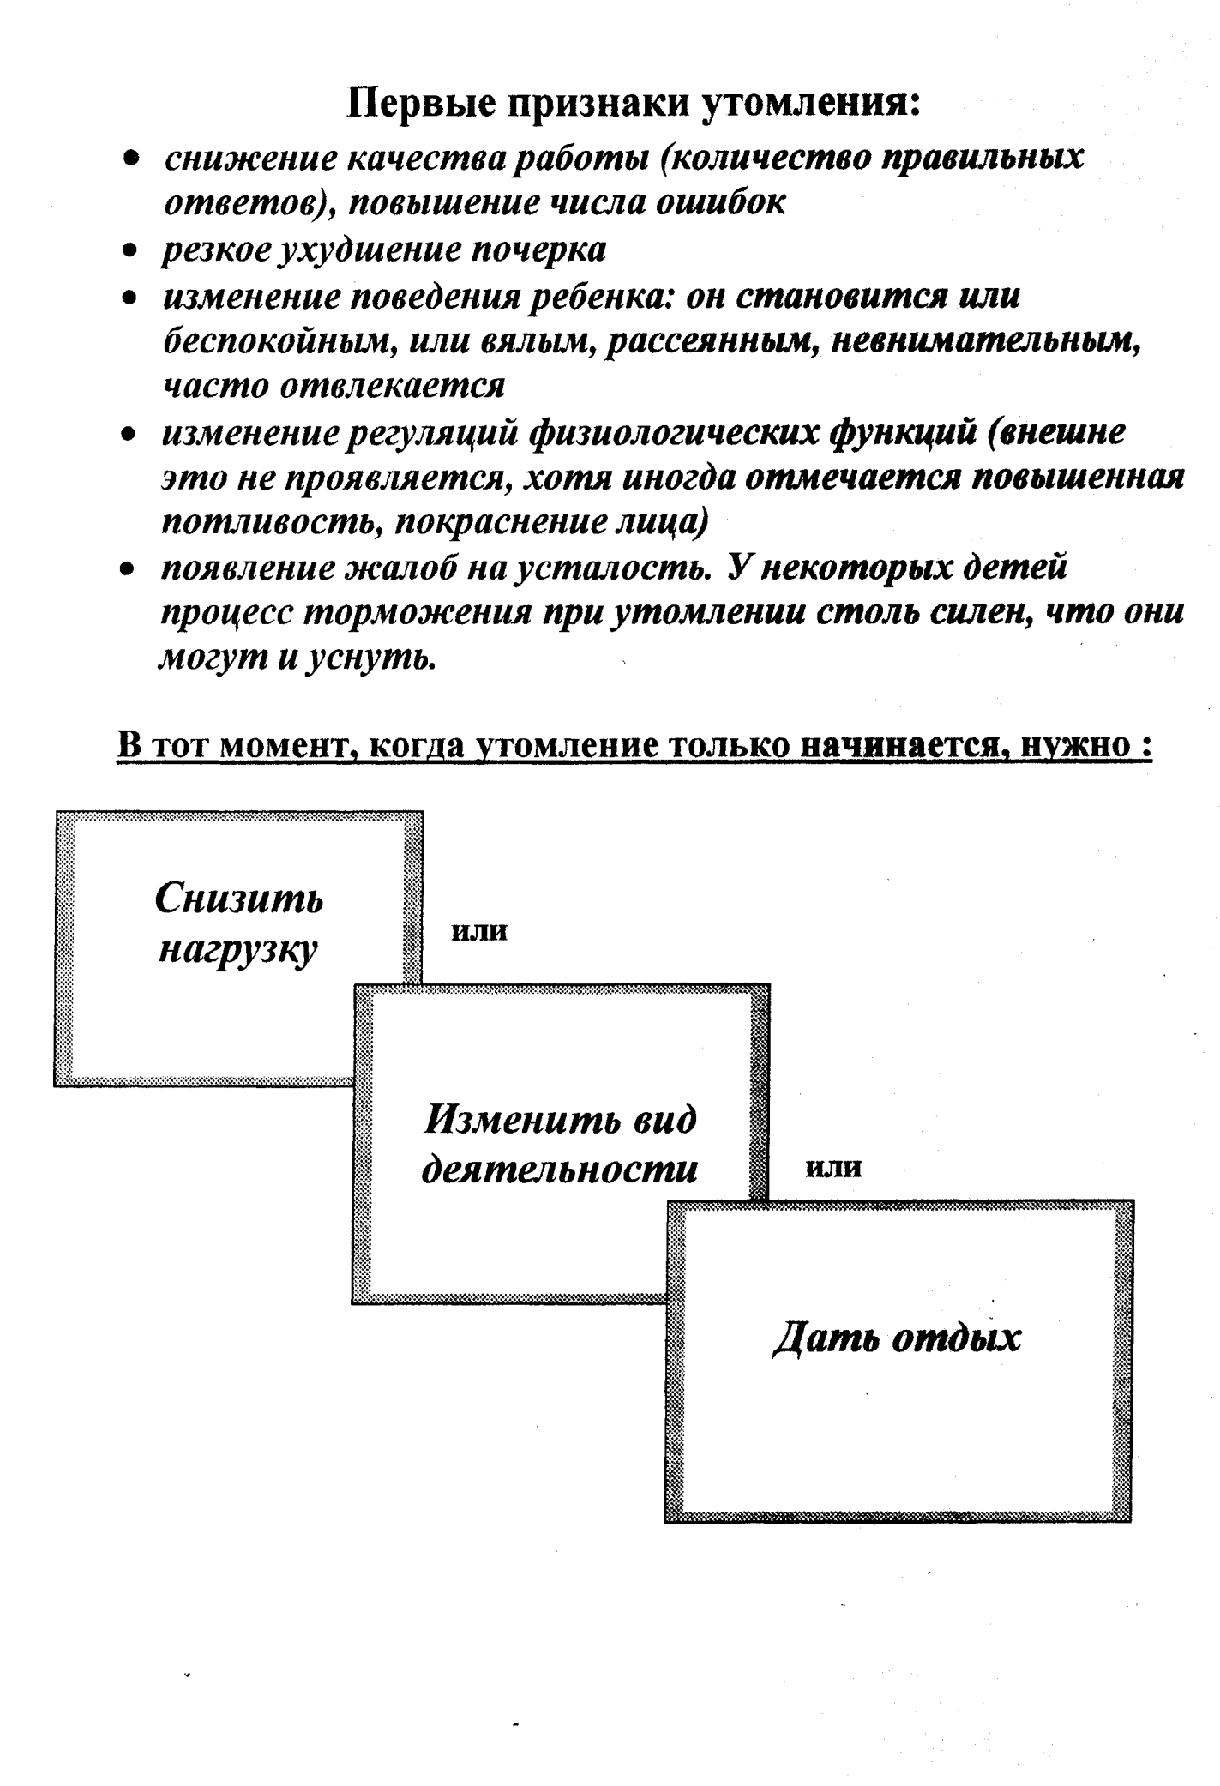 Первые признаки утомления:
• снижение качества работы (количество правильных
ответов), повышение числа ошибок
• резкое ухудшение почерка
• изменение поведения ребенка: он становится или
беспокойным, или вялым, рассеянным, невнимательным,
часто отвлекается
• изменение регуляций физиологических функций (внешне
это не проявляется, хотя иногда отмечается повышенная
потливость, покраснение лица)
• появление жалоб на усталость. У некоторых детей
процесс торможения при утомлении столь силен, что они
могут и уснуть.
В тот момент, когда утомление только начинается, нужно :
Снизить
нагрузку
или
Изменить вид
деятельности
или
Дать отдых